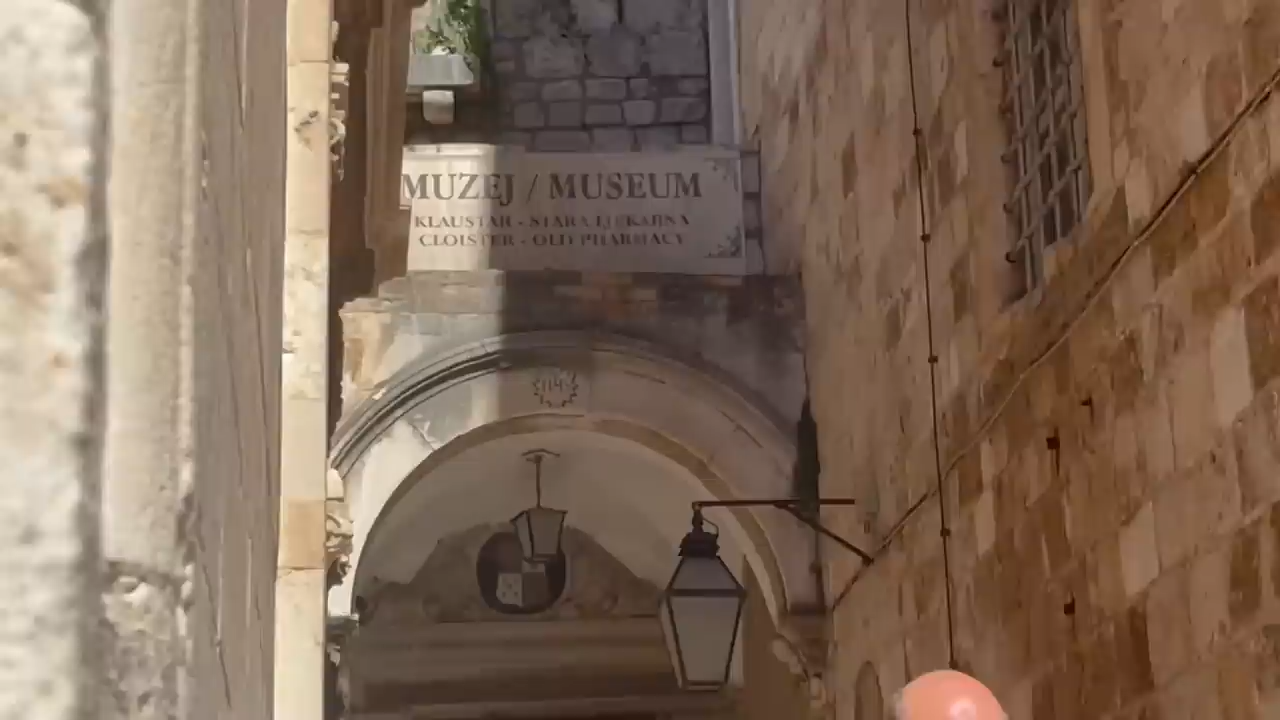 MUZEJ / MUSEUM
KLAUSTAR - STARA LJEKARNA
CLOISTER - OLD PHARMACY